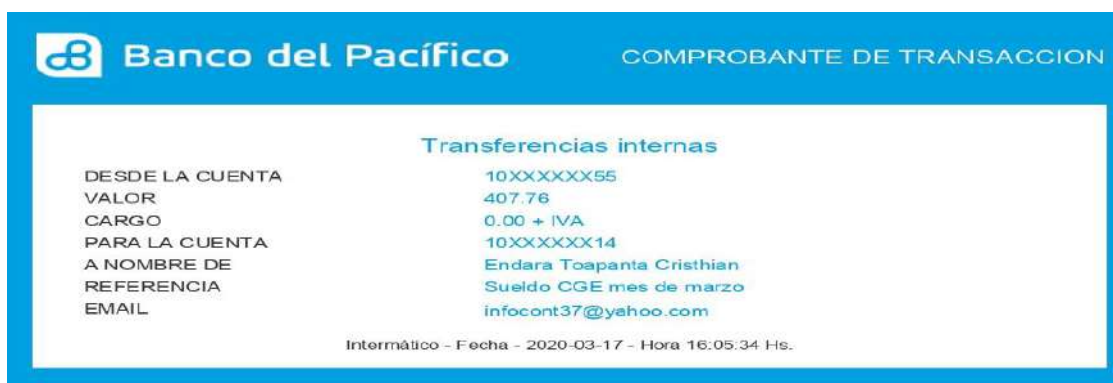 Banco del Pacífico COMPROBANTE DE TRANSACCION
Transferencias internas
DESDE LA CUENTA 10XXXXXX55
VALOR 407.76
CARGO 0.00 + IVA
PARA LA CUENTA 10XXXXXX14
A NOMBRE DE Endara Toapanta Cristhian
REFERENCIA Sueldo CGE mes de marzo
EMAIL infocont37@yahoo.com
Intermático - Fecha - 2020-03-17 - Hora 16:05:34 Hs.